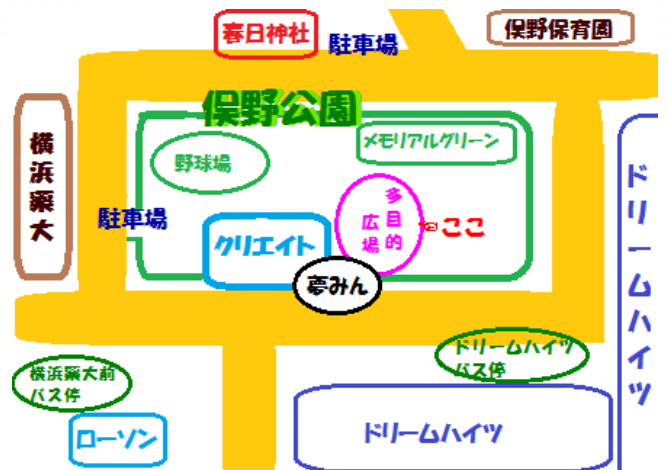 春日神社
駐車場
俣野保育園
俣野公園
横浜薬大
野球場
メモリアルグリーン
ドリームハイツ
多目的
広場
ここ
駐車場
クリエイト
夢みん
横浜薬大前
バス停
ドリームハイツ
バス停
ローソン
ドリームハイツ